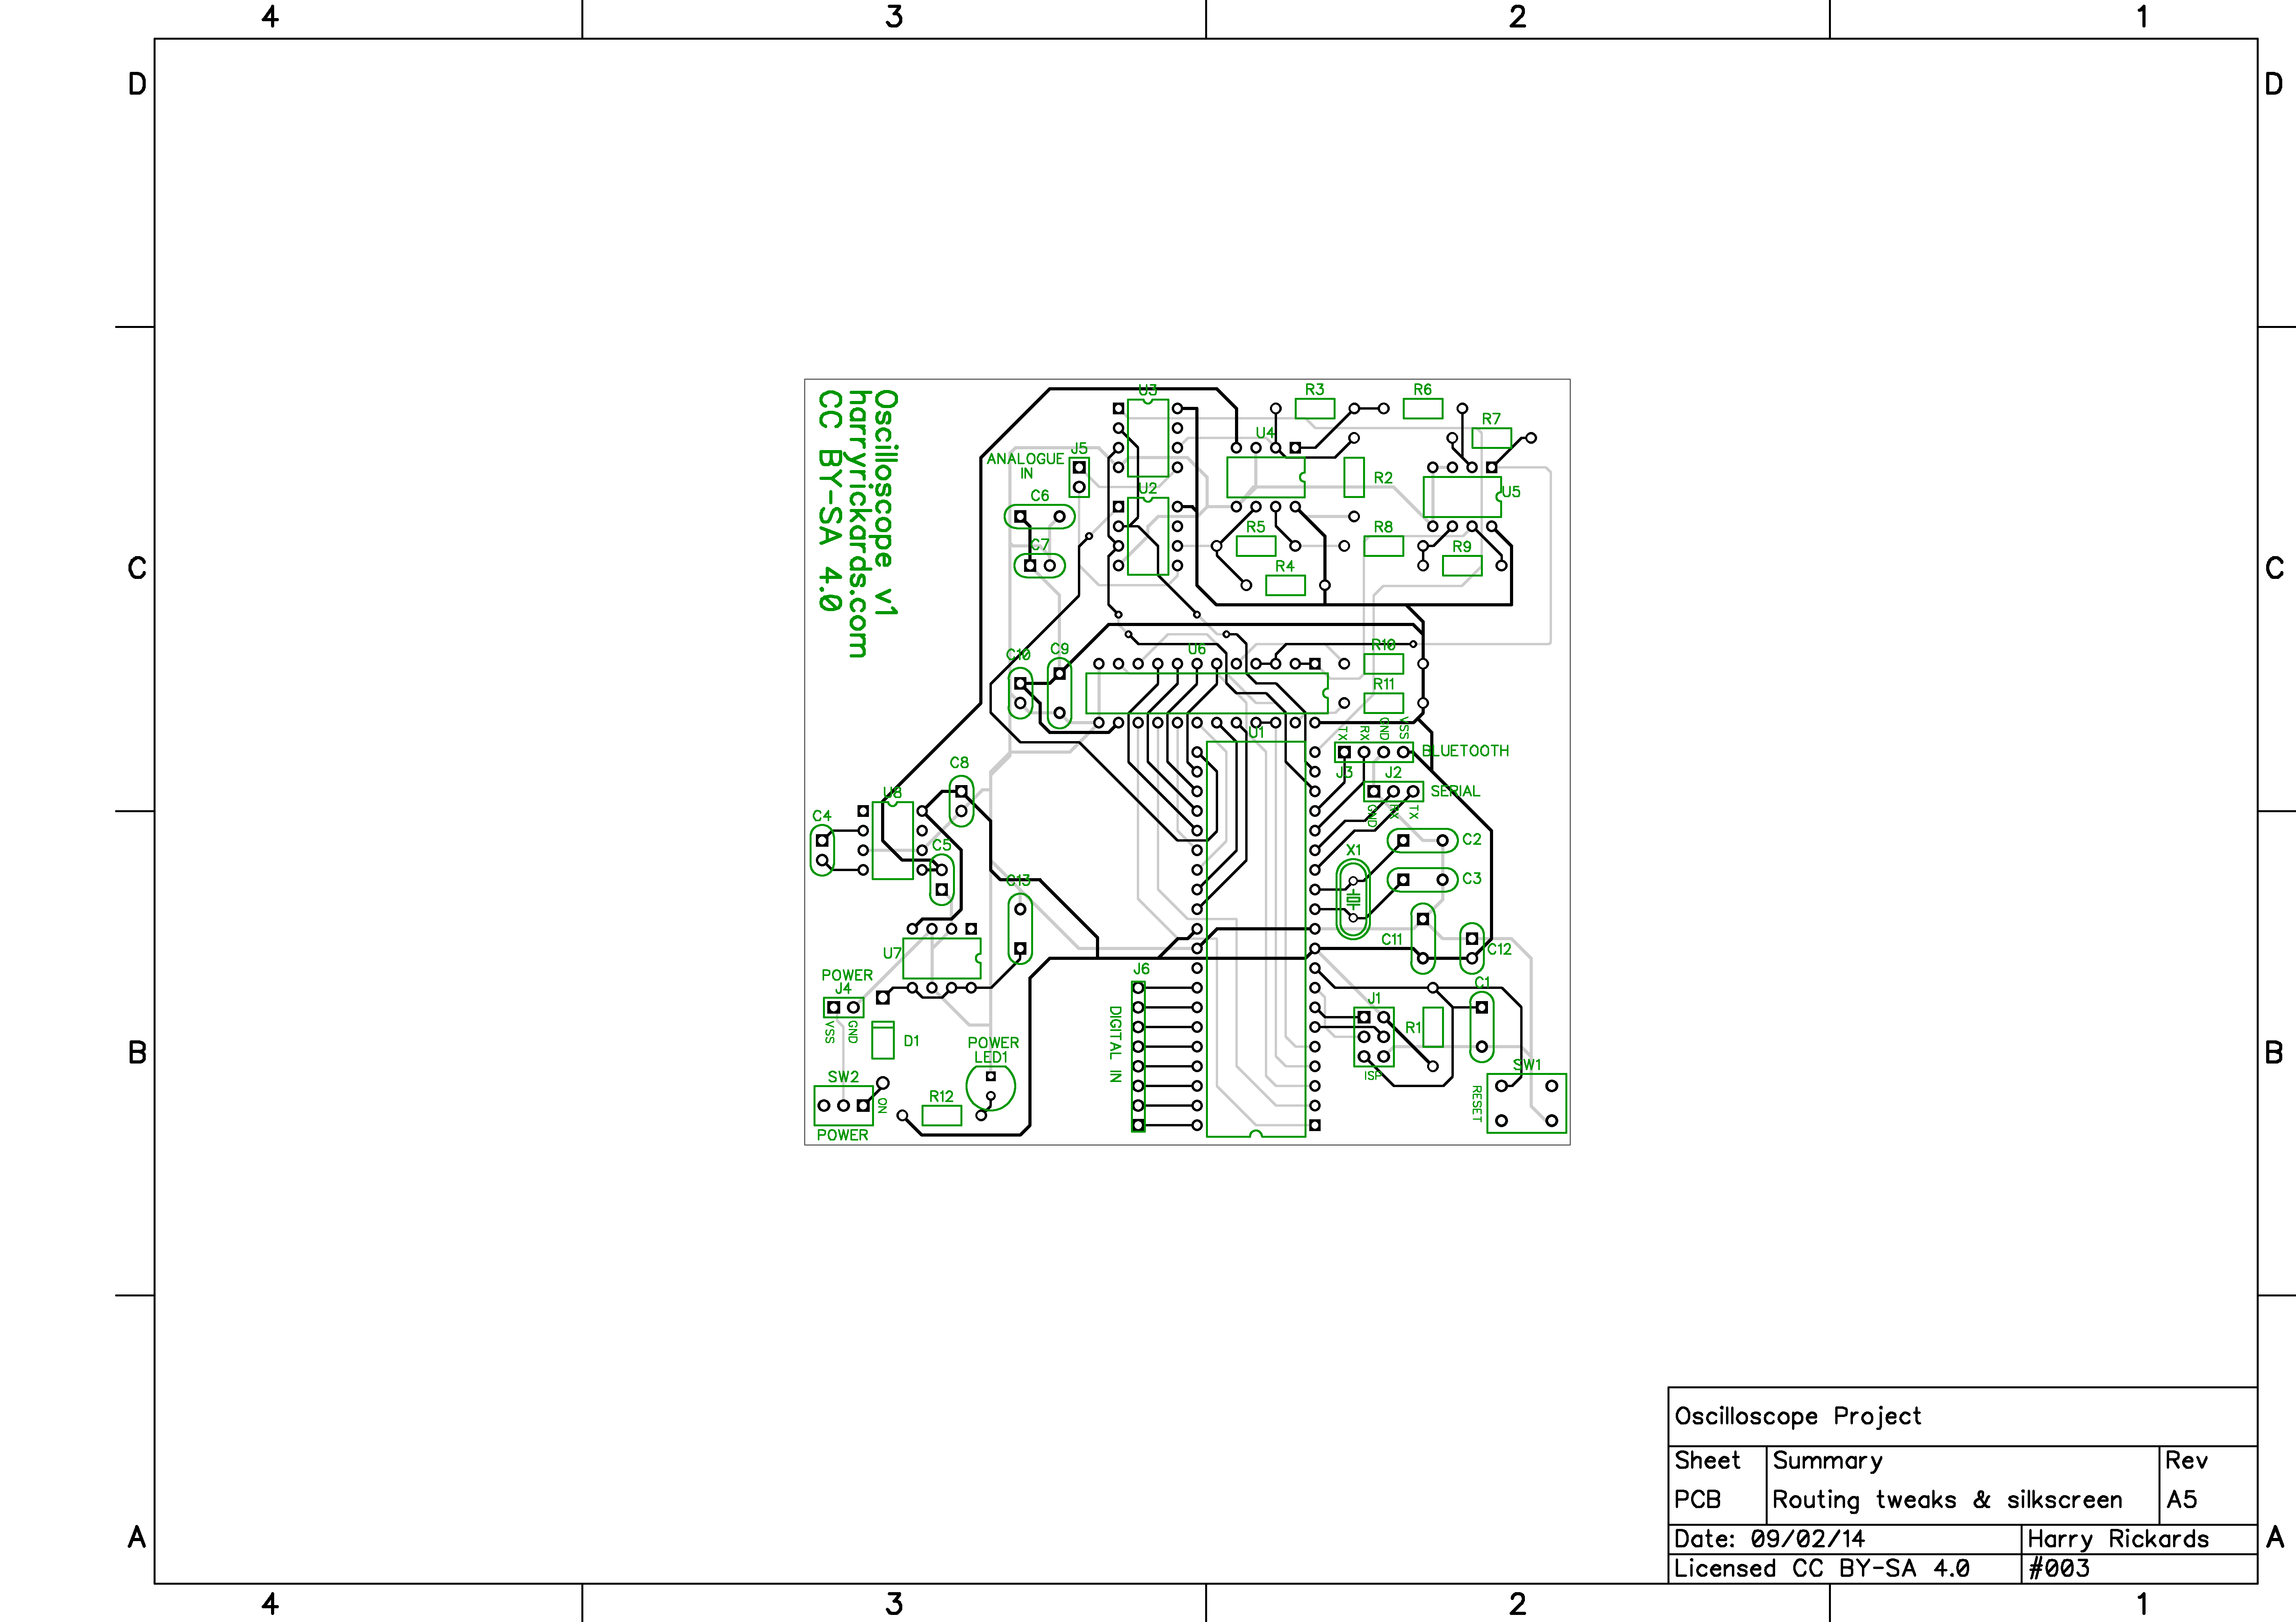 4 3 2 1
D D
Oscilloscope v1
harryrickards.com
CC BY-SA 4.0
U3
R3
R6
R7
U4
J5
ANALOGUE
IN
R2
U2
U5
C6
R5
R8
R9
C7
R4
C C
U6
R10
C10
C9
R11
TX RX GND VSS
U1
BLUETOOTH
J3
J2
SERIAL
GND RX TX
C8
U8
C4
C5
C2
X1
C3
C13
C11
C12
U7
POWER
J4
VSS GND
J6
DIGITAL IN
C1
J1
R1
ISP
D1
POWER
LED1
B B
SW1
RESET
SW2
ON
R12
POWER
Oscilloscope Project
Sheet Summary Rev
PCB Routing tweaks & silkscreen A5
Date: 09/02/14 Harry Rickards
Licensed CC BY-SA 4.0 #003
A A
4 3 2 1